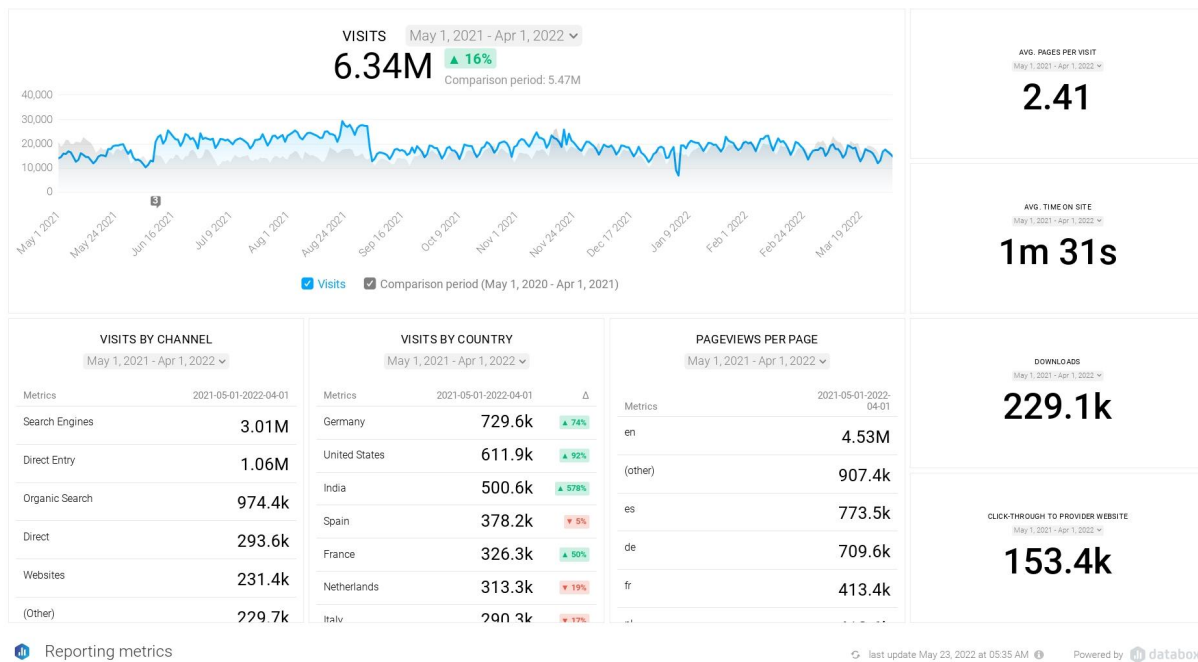 VISITS May 1, 2021 - Apr 1, 2022
6.34M ▲ 16%
Comparison period: 5.47M
40,000
30,000
20,000
10,000
0
3
May 1 2021 May 24 2021 Jun 16 2021 Jul 9 2021 Aug 1 2021 Aug 24 2021 Sep 16 2021 Oct 9 2021 Nov 1 2021 Nov 24 2021 Dec 17 2021 Jan 9 2022 Feb 1 2022 Feb 24 2022 Mar 19 2022
Visits Comparison period (May 1, 2020 - Apr 1, 2021)
AVG. PAGES PER VISIT
May 1, 2021 - Apr 1, 2022
2.41
AVG. TIME ON SITE
May 1, 2021 - Apr 1, 2022
1m 31s
VISITS BY CHANNEL
May 1, 2021 - Apr 1, 2022
Metrics 2021-05-01-2022-04-01
Search Engines 3.01M
Direct Entry 1.06M
Organic Search 974.4k
Direct 293.6k
Websites 231.4k
(Other) 229.7k
VISITS BY COUNTRY
May 1, 2021 - Apr 1, 2022
Metrics 2021-05-01-2022-04-01 Δ
Germany 729.6k ▲ 74%
United States 611.9k ▲ 92%
India 500.6k ▲ 578%
Spain 378.2k ▼ 5%
France 326.3k ▲ 50%
Netherlands 313.3k ▼ 19%
Italy 290.3k ▼ 17%
PAGEVIEWS PER PAGE
May 1, 2021 - Apr 1, 2022
Metrics 2021-05-01-2022-
04-01
en 4.53M
(other) 907.4k
es 773.5k
de 709.6k
fr 413.4k
DOWNLOADS
May 1, 2021 - Apr 1, 2022
229.1k
CLICK-THROUGH TO PROVIDER WEBSITE
May 1, 2021 - Apr 1, 2022
153.4k
Reporting metrics
last update May 23, 2022 at 05:35 AM
Powered by databox